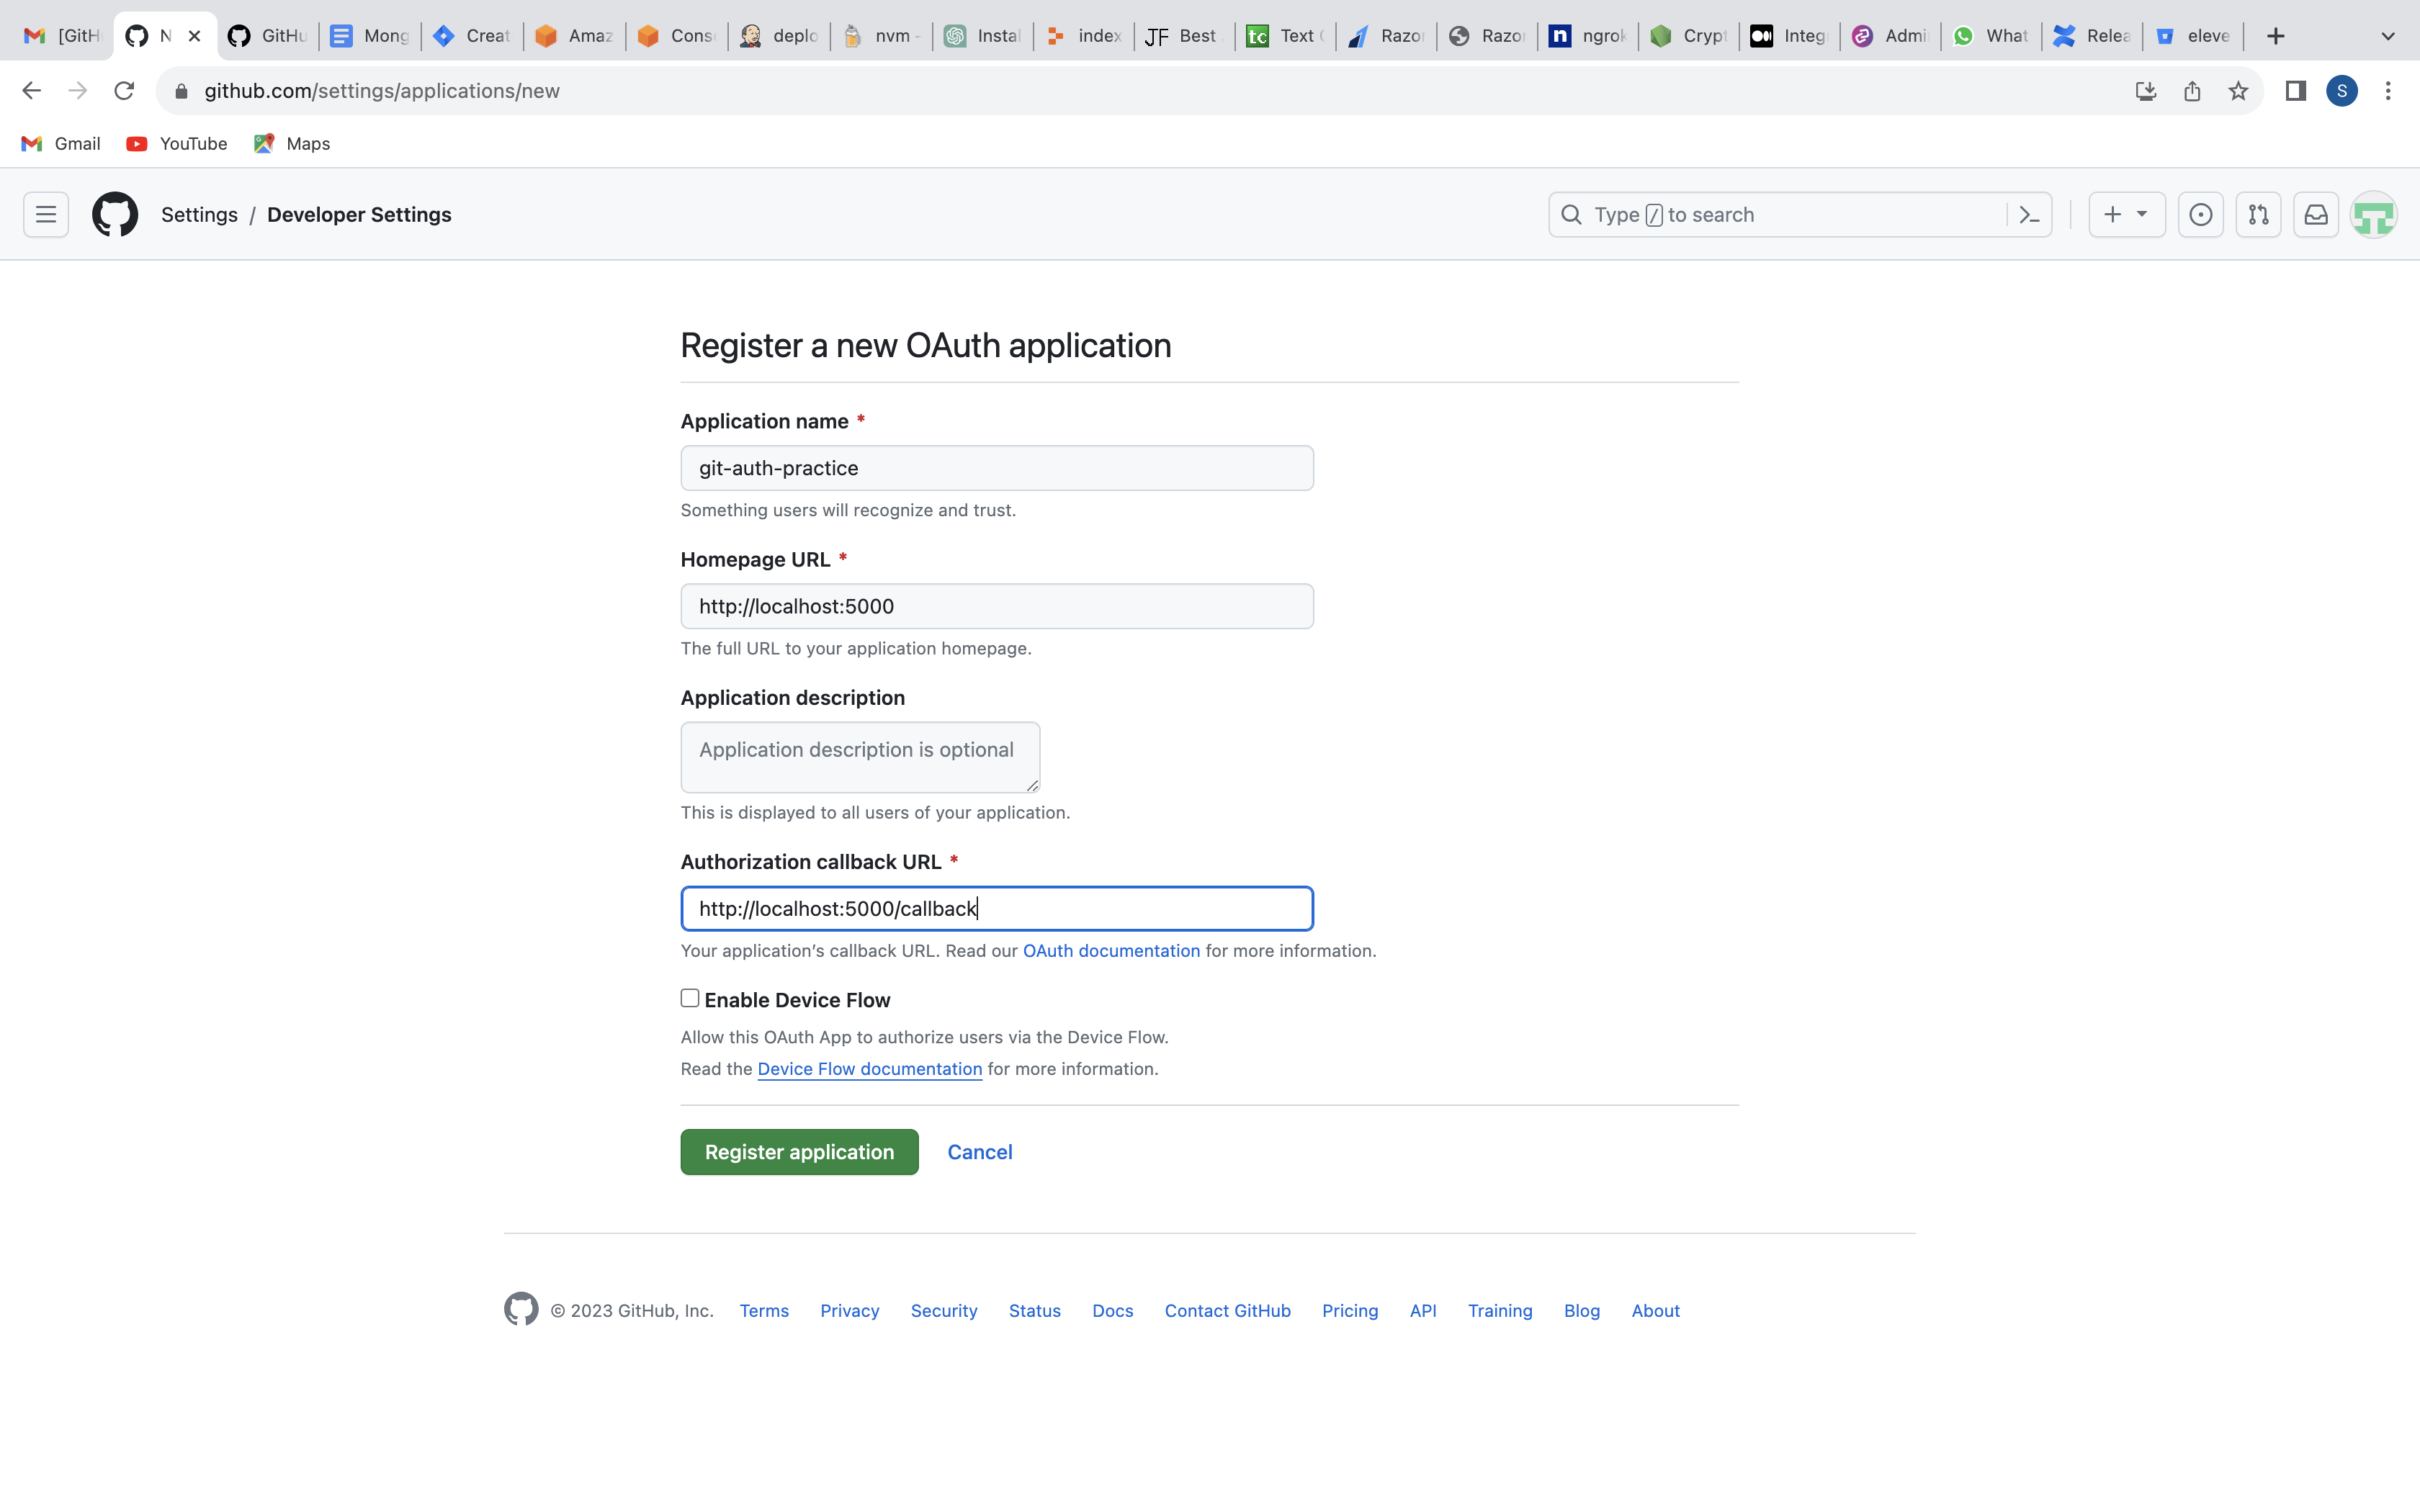 [GitH N GitHu Mong Creat Amaz Cons deplo nvm - Instal index JF Best tc Text Razor Razor n ngrok Crypt Integ Admi What Relea eleve
github.com/settings/applications/new S
Gmail YouTube Maps
Settings / Developer Settings Type / to search
Register a new OAuth application
Application name *
git-auth-practice
Something users will recognize and trust.
Homepage URL *
http://localhost:5000
The full URL to your application homepage.
Application description
Application description is optional
This is displayed to all users of your application.
Authorization callback URL *
http://localhost:5000/callback
Your application’s callback URL. Read our OAuth documentation for more information.
Enable Device Flow
Allow this OAuth App to authorize users via the Device Flow.
Read the Device Flow documentation for more information.
Register application Cancel
© 2023 GitHub, Inc. Terms Privacy Security Status Docs Contact GitHub Pricing API Training Blog About